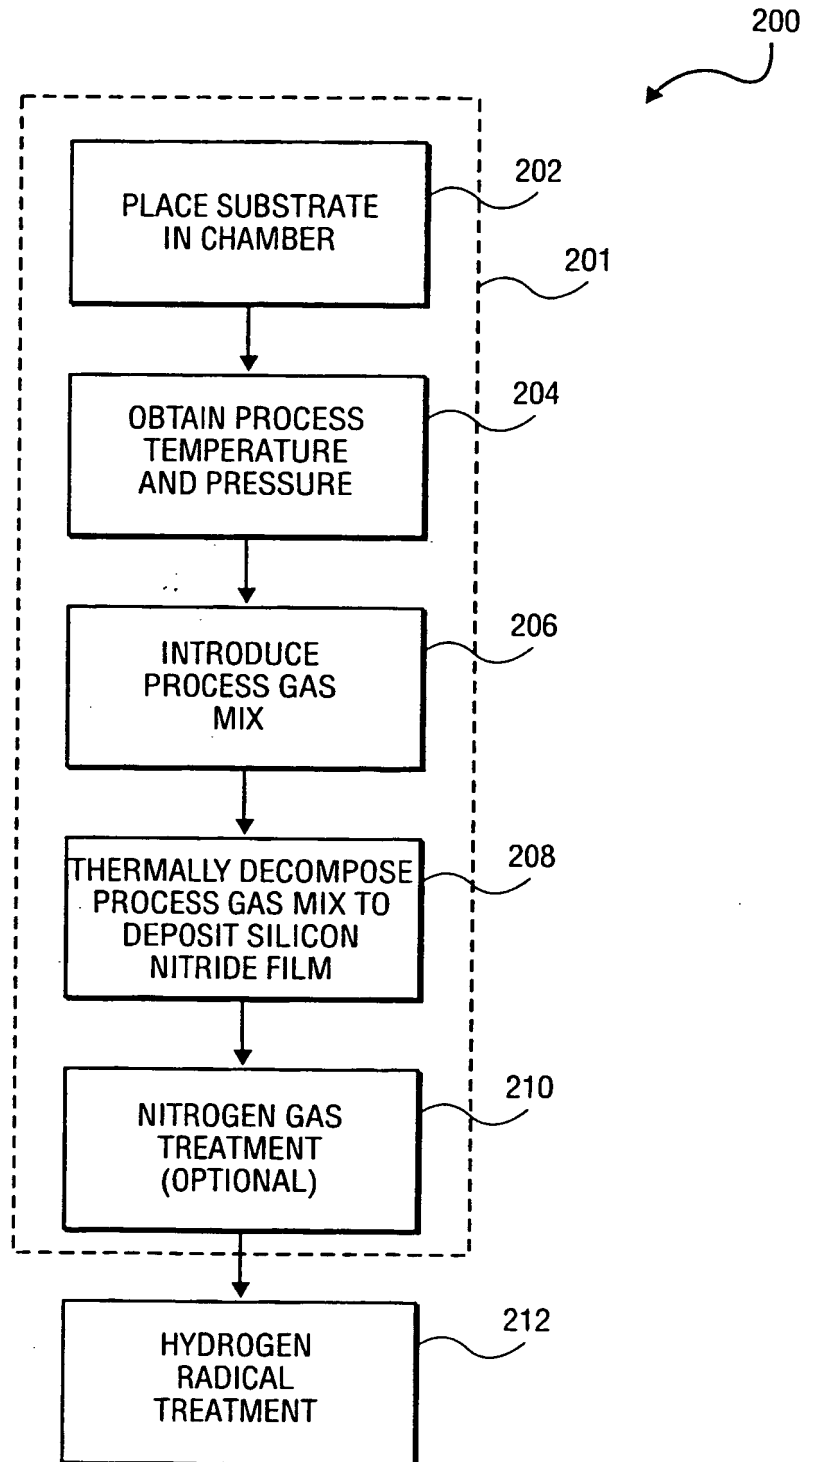 200
PLACE SUBSTRATE
IN CHAMBER
202
201
OBTAIN PROCESS
TEMPERATURE
AND PRESSURE
204
INTRODUCE
PROCESS GAS
MIX
206
THERMALLY DECOMPOSE
PROCESS GAS MIX TO
DEPOSIT SILICON
NITRIDE FILM
208
NITROGEN GAS
TREATMENT
(OPTIONAL)
210
HYDROGEN
RADICAL
TREATMENT
212